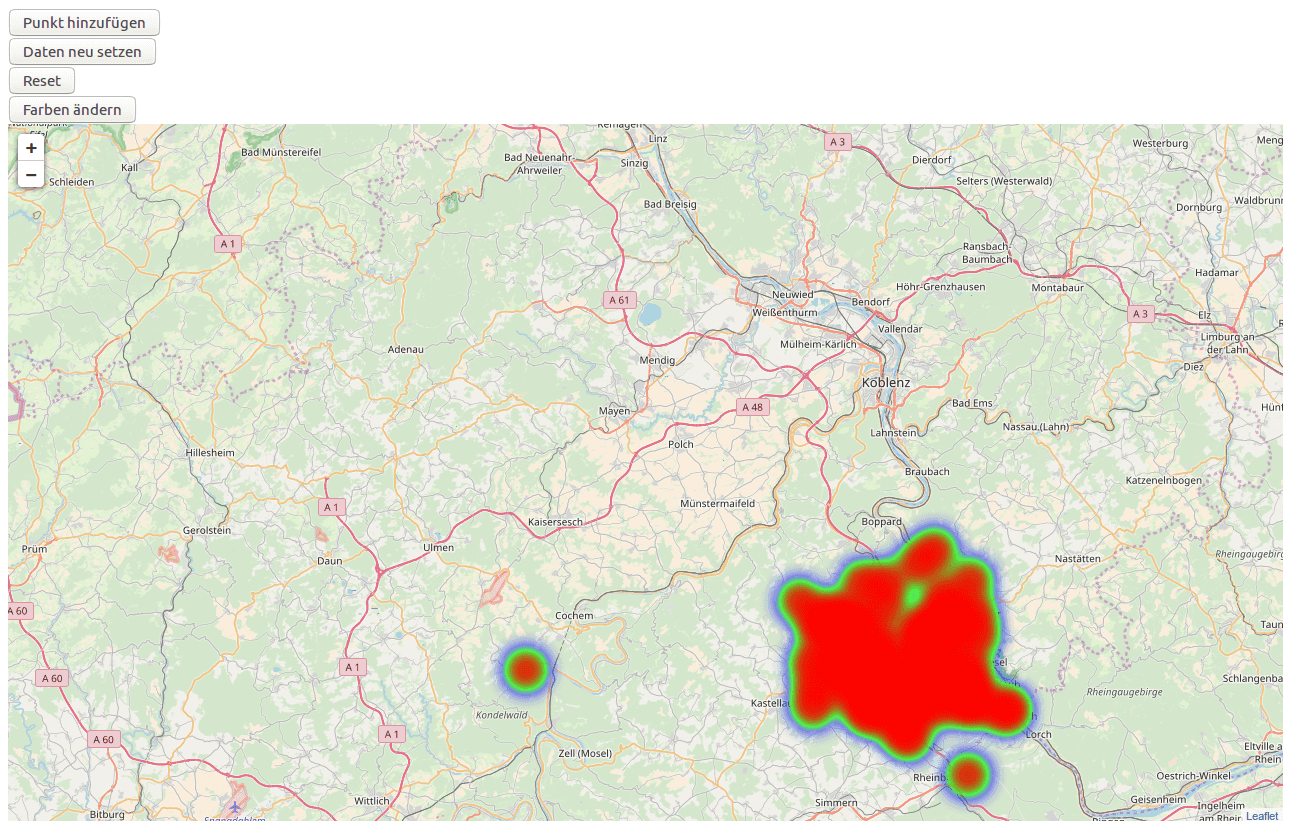 Punkt hinzufügen
Daten neu setzen
Reset
Farben ändern
+
−
Kall
Schleiden
Bad Münstereifel
A 1
Bad Neuenahr-
Ahrweiler
Remagen
Linz
Sinzig
Bad Breisig
A 3
Dierdorf
Selters (Westerwald)
Westerburg
Dornburg
Ransbach-
Baumbach
Hadamar
Montabaur
Höhr-Grenzhausen
Neuwied
Bendorf
Weißenthurm
Vallendar
A 61
A 3
Elz
Limburg an
der Lahn
Diez
Mülheim-Kärlich
Adenau
Mendig
Koblenz
Mayen
A 48
Bad Ems
Nassau (Lahn)
Lahnstein
Polch
Hillesheim
Braubach
Katzenelnbogen
Münstermaifeld
A 1
Kaisersesch
Boppard
Gerolstein
Prüm
Daun
Ulmen
Nastätten
A 60
Cochem
A 1
A 60
Schlangenba
Rheingaugebirge
Kondelwald
Kastella
A 1
A 60
Lorch
Zell (Mosel)
Eltville a
Rhein
Rheinb
Oestrich-Winkel
Wittlich
Simmern
Geisenheim
Ingelheim
am Rhein
Bitburg
Leaflet